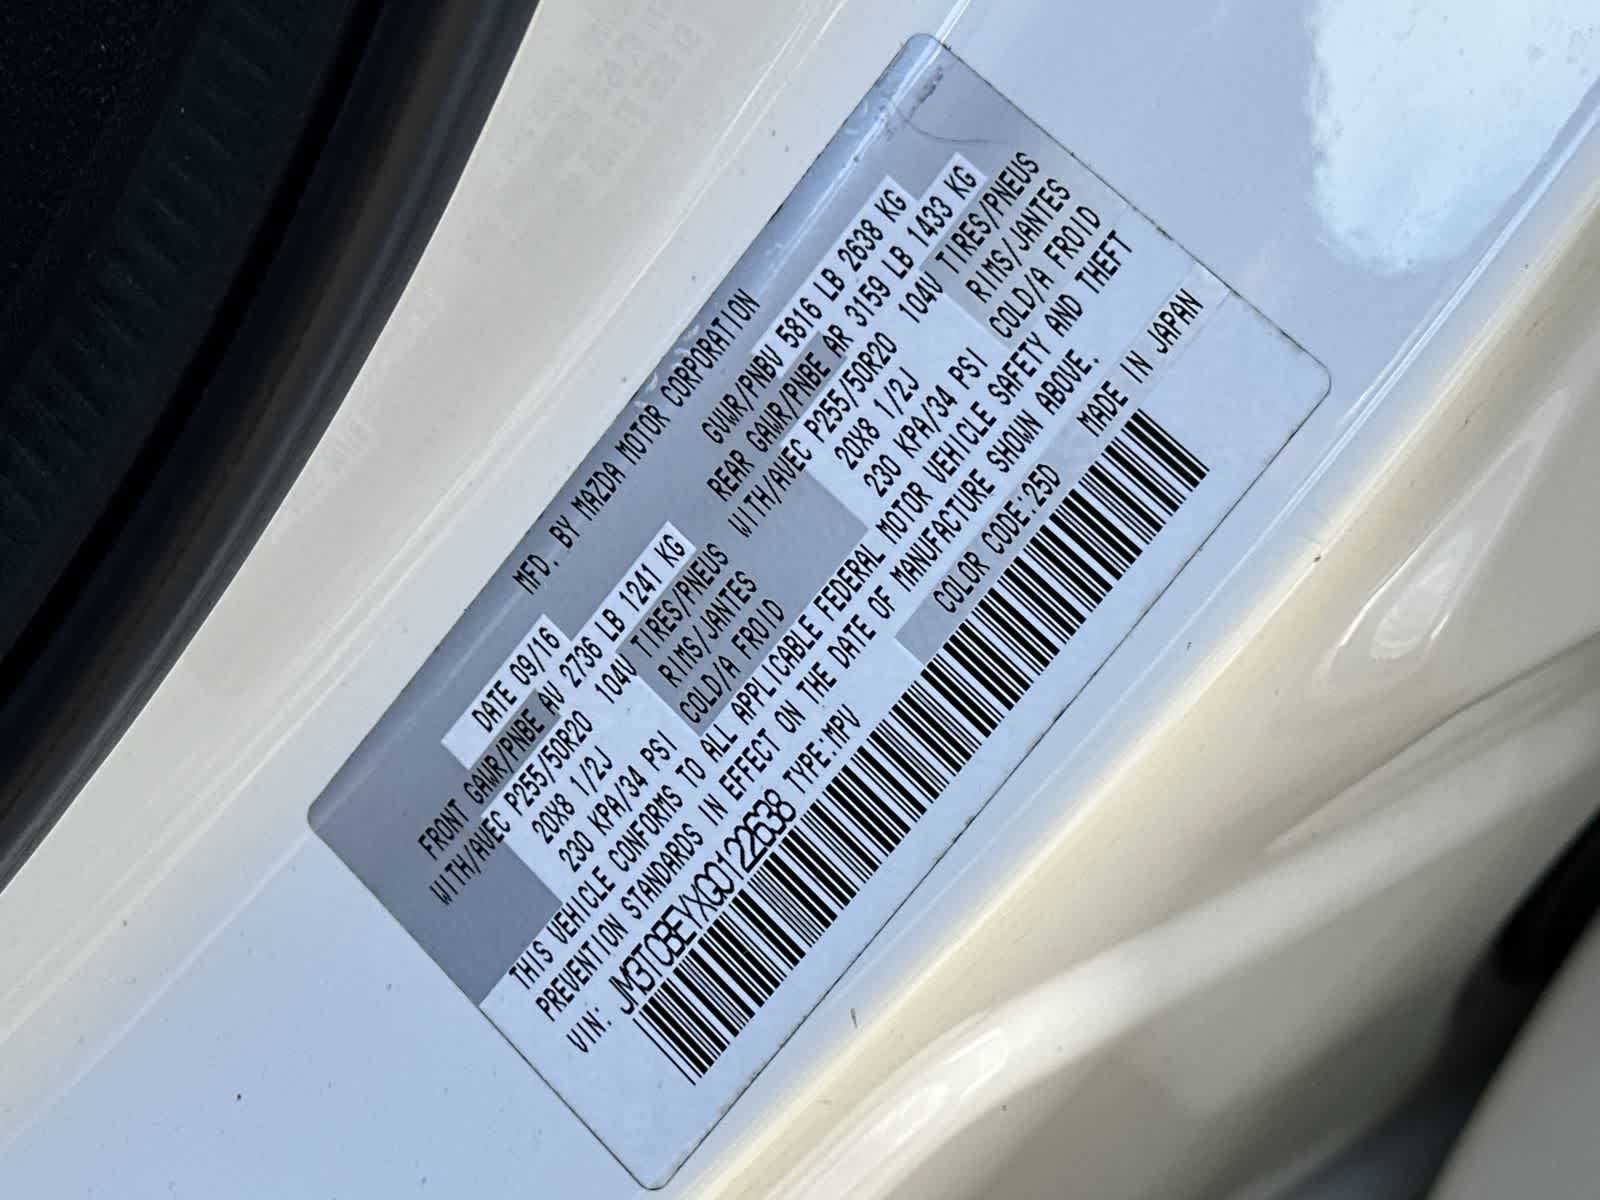 MFD. BY MAZDA MOTOR CORPORATION
DATE 09/16 GVWR/PNBV 5816 LB 2638 KG
FRONT GAWR/PNBE AV 2736 LB 1241 KG REAR GAWR/PNBE AR 3159 LB 1433 KG
WITH/AVEC P255/50R20 104V TIRES/PNEUS WITH/AVEC P255/50R20 104V TIRES/PNEUS
20X8 1/2J RIMS/JANTES 20X8 1/2J RIMS/JANTES
230 KPA/34 PSI COLD/A FROID 230 KPA/34 PSI COLD/A FROID
THIS VEHICLE CONFORMS TO ALL APPLICABLE FEDERAL MOTOR VEHICLE SAFETY AND THEFT
PREVENTION STANDARDS IN EFFECT ON THE DATE OF MANUFACTURE SHOWN ABOVE.
VIN: JM3TCBEYXG0122638 TYPE:MPV COLOR CODE:'25D MADE IN JAPAN